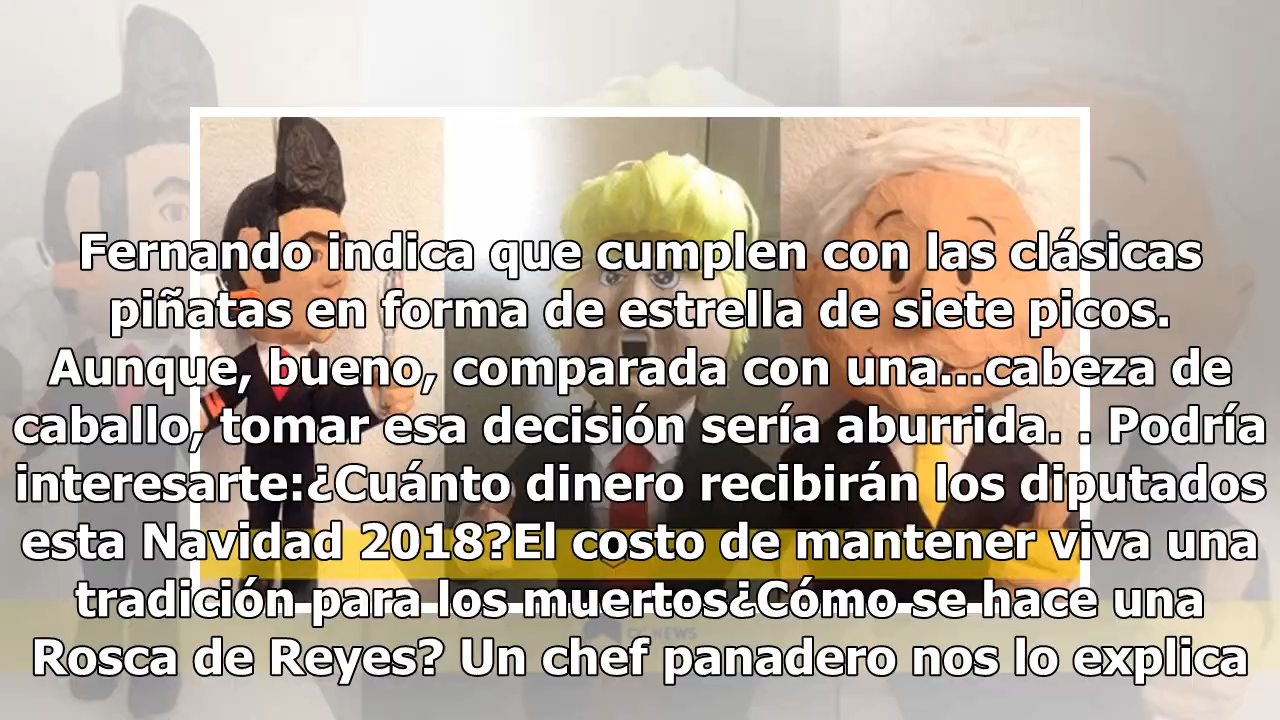 Fernando indica que cumplen con las clásicas
piñatas en forma de estrella de siete picos.
Aunque, bueno, comparada con una...cabeza de
caballo, tomar esa decisión sería aburrida. . Podría
interesarte:¿Cuánto dinero recibirán los diputados
esta Navidad 2018?El costo de mantener viva una
tradición para los muertos¿Cómo se hace una
Rosca de Reyes? Un chef panadero nos lo explica
NEWS